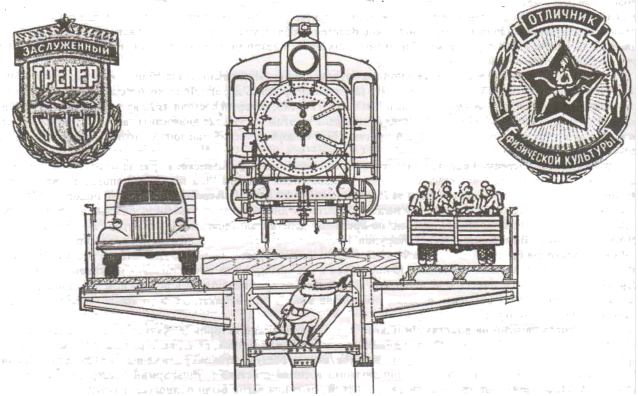 ЗАСЛУЖЕННЫЙ
ТРЕНЕР
СССР
ОТЛИЧНИК
ФИЗИЧЕСКОЙ КУЛЬТУРЫ